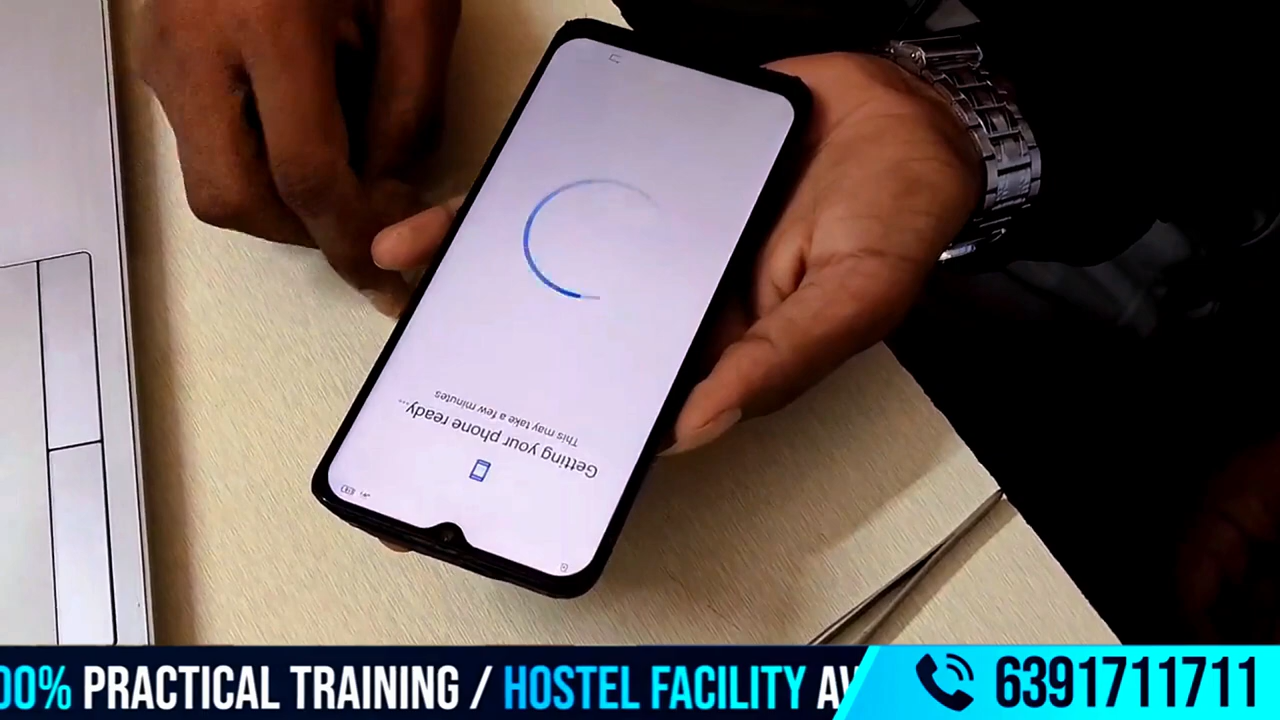 Getting your phone ready...
This may take a few minutes
00% PRACTICAL TRAINING / HOSTEL FACILITY AV
6391711711